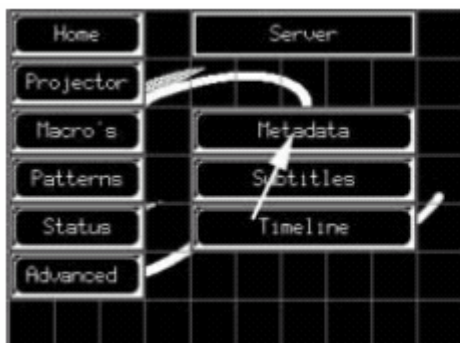 Home
Server
Projector
Macro's
Metadata
Patterns
SubTitles
Status
Timeline
Advanced